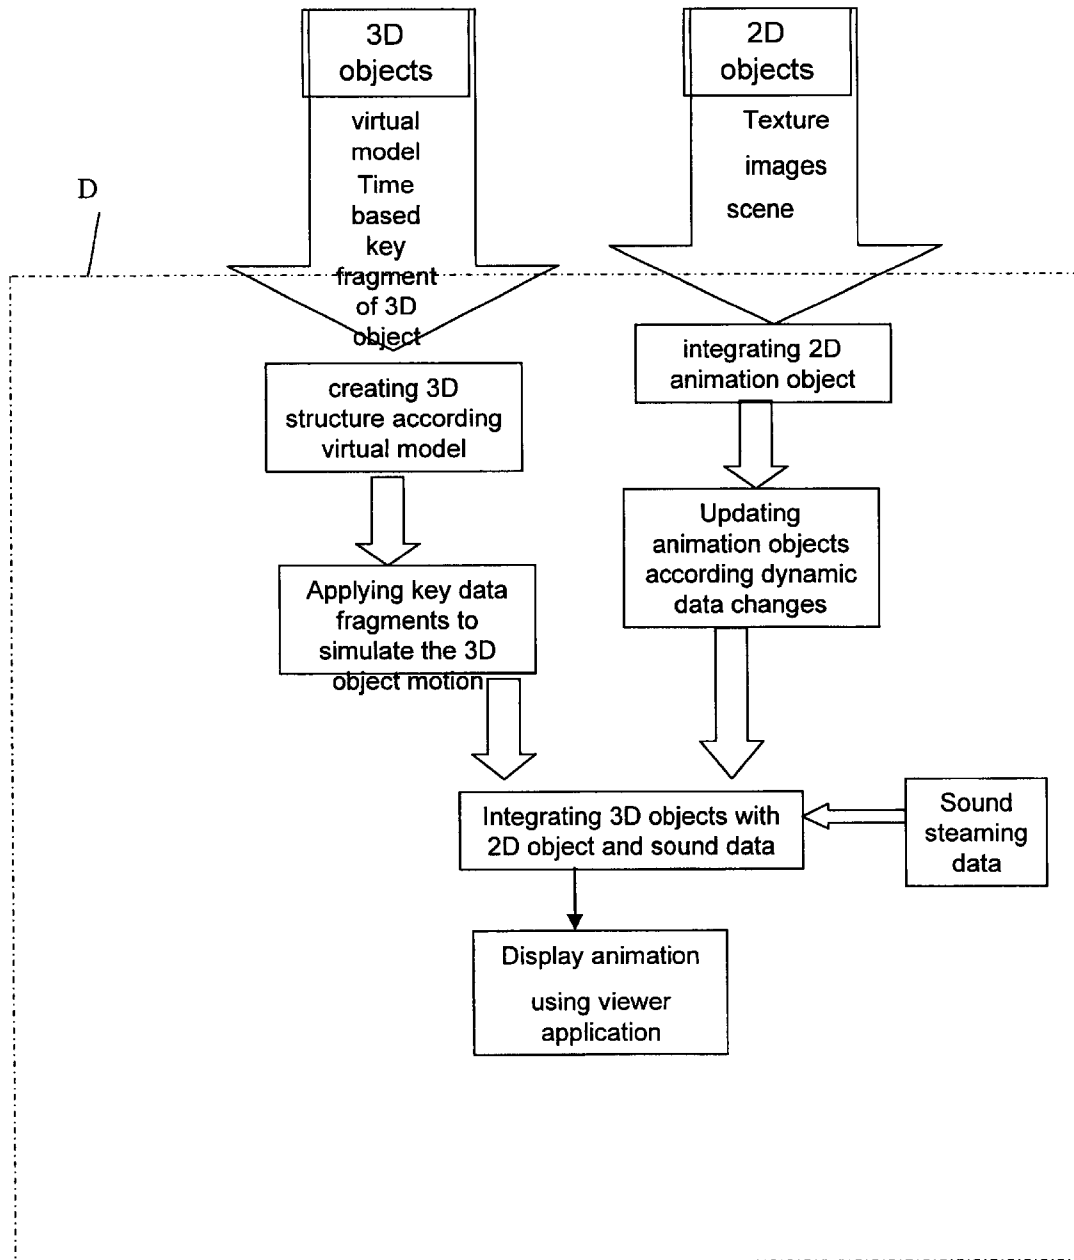 3D
objects
virtual
model
Time
based
key
fragment
of 3D
object
2D
objects
Texture
images
scene
D
creating 3D
structure according
virtual model
integrating 2D
animation object
Applying key data
fragments to
simulate the 3D
object motion
Updating
animation objects
according dynamic
data changes
Integrating 3D objects with
2D object and sound data
Sound
steaming
data
Display animation
using viewer
application